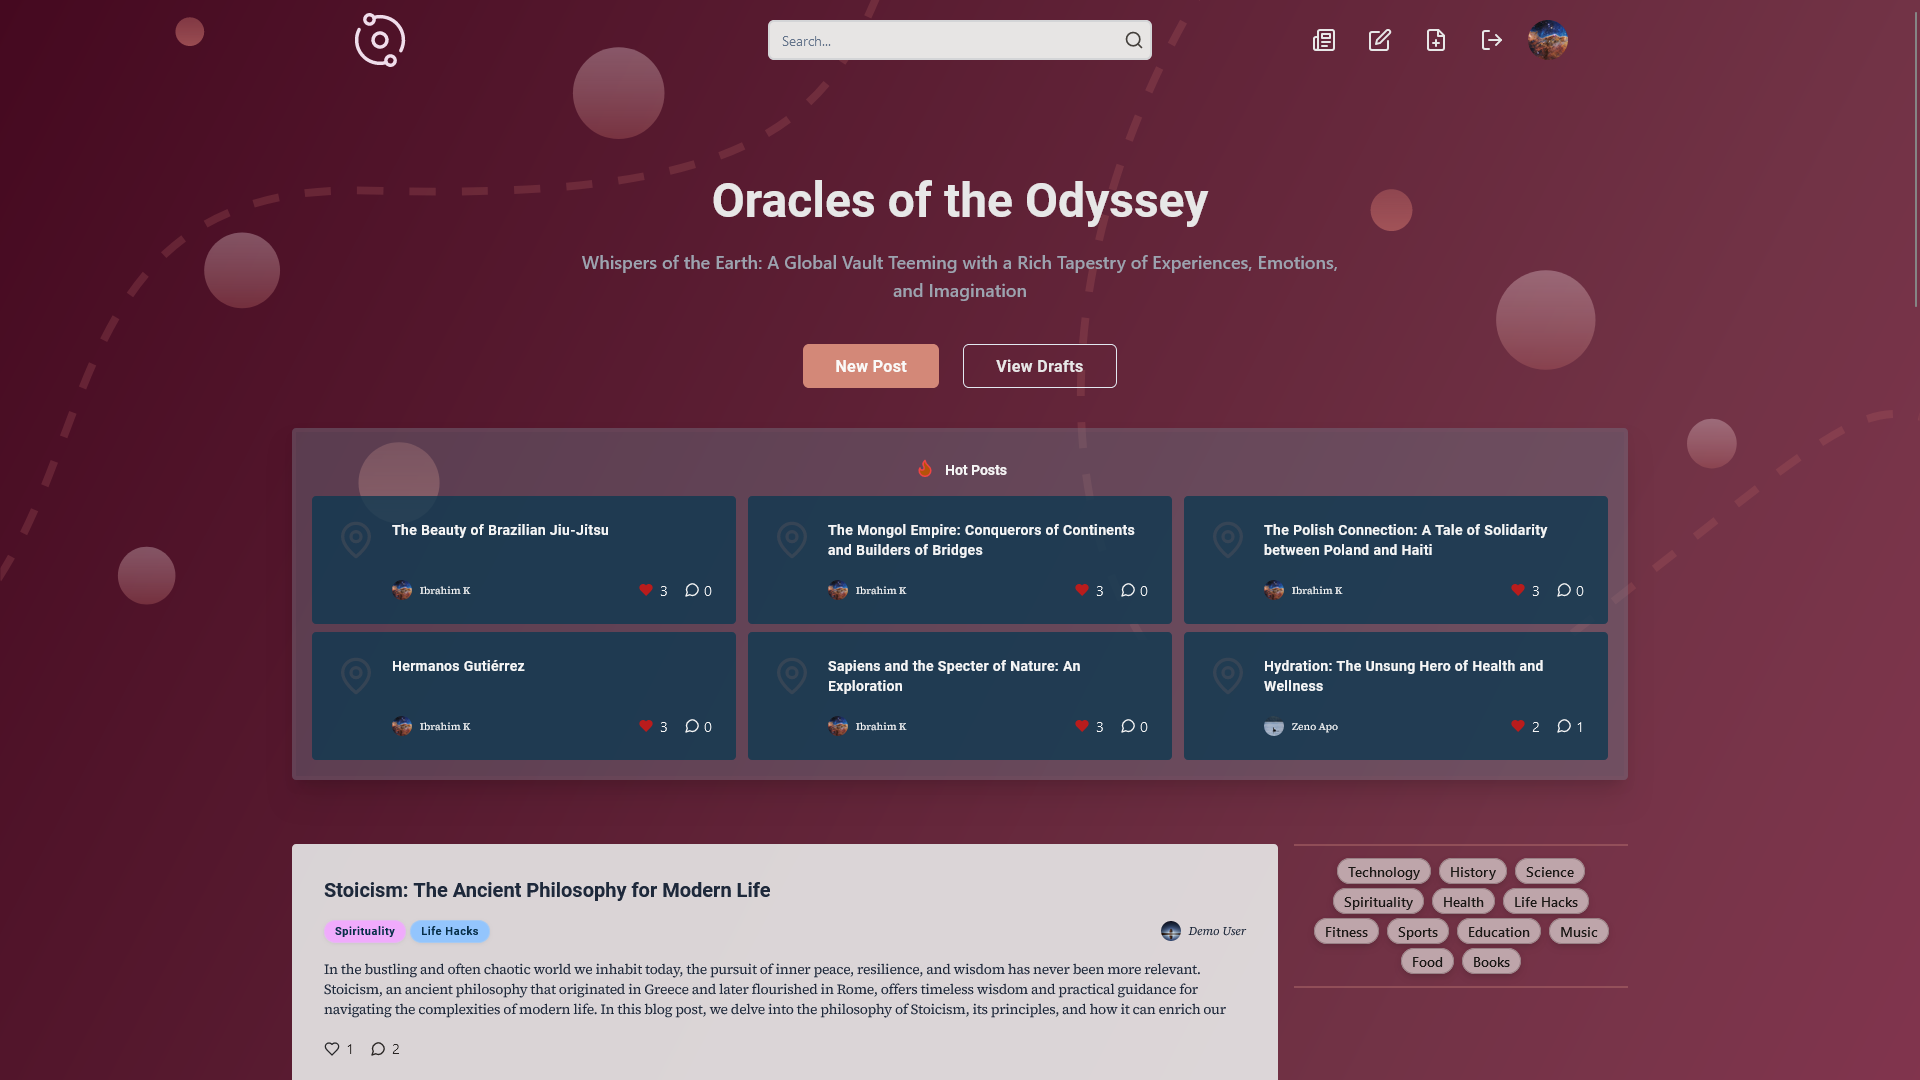 Search...
Oracles of the Odyssey
Whispers of the Earth: A Global Vault Teeming with a Rich Tapestry of Experiences, Emotions,
and Imagination
New Post
View Drafts
Hot Posts
The Beauty of Brazilian Jiu-Jitsu
Ibrahim K
3
0
The Mongol Empire: Conquerors of Continents
and Builders of Bridges
Ibrahim K
3
0
The Polish Connection: A Tale of Solidarity
between Poland and Haiti
Ibrahim K
3
0
Hermanos Gutiérrez
Ibrahim K
3
0
Sapiens and the Specter of Nature: An
Exploration
Ibrahim K
3
0
Hydration: The Unsung Hero of Health and
Wellness
Zeno Apo
2
1
Stoicism: The Ancient Philosophy for Modern Life
Spirituality
Life Hacks
Demo User
In the bustling and often chaotic world we inhabit today, the pursuit of inner peace, resilience, and wisdom has never been more relevant.
Stoicism, an ancient philosophy that originated in Greece and later flourished in Rome, offers timeless wisdom and practical guidance for
navigating the complexities of modern life. In this blog post, we delve into the philosophy of Stoicism, its principles, and how it can enrich our
1
2
Technology
History
Science
Spirituality
Health
Life Hacks
Fitness
Sports
Education
Music
Food
Books